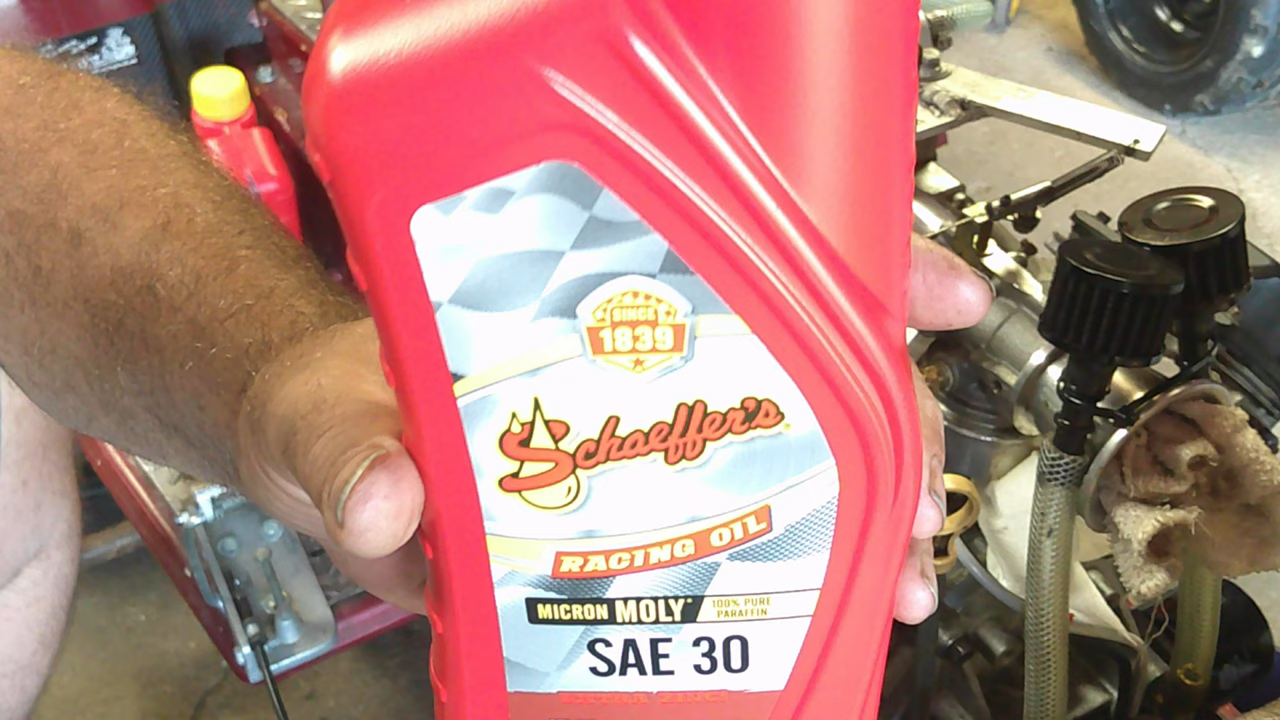 SINCE
1839
Schaeffer's
RACING OIL
MICRON MOLY® 100% PURE PARAFFIN
SAE 30